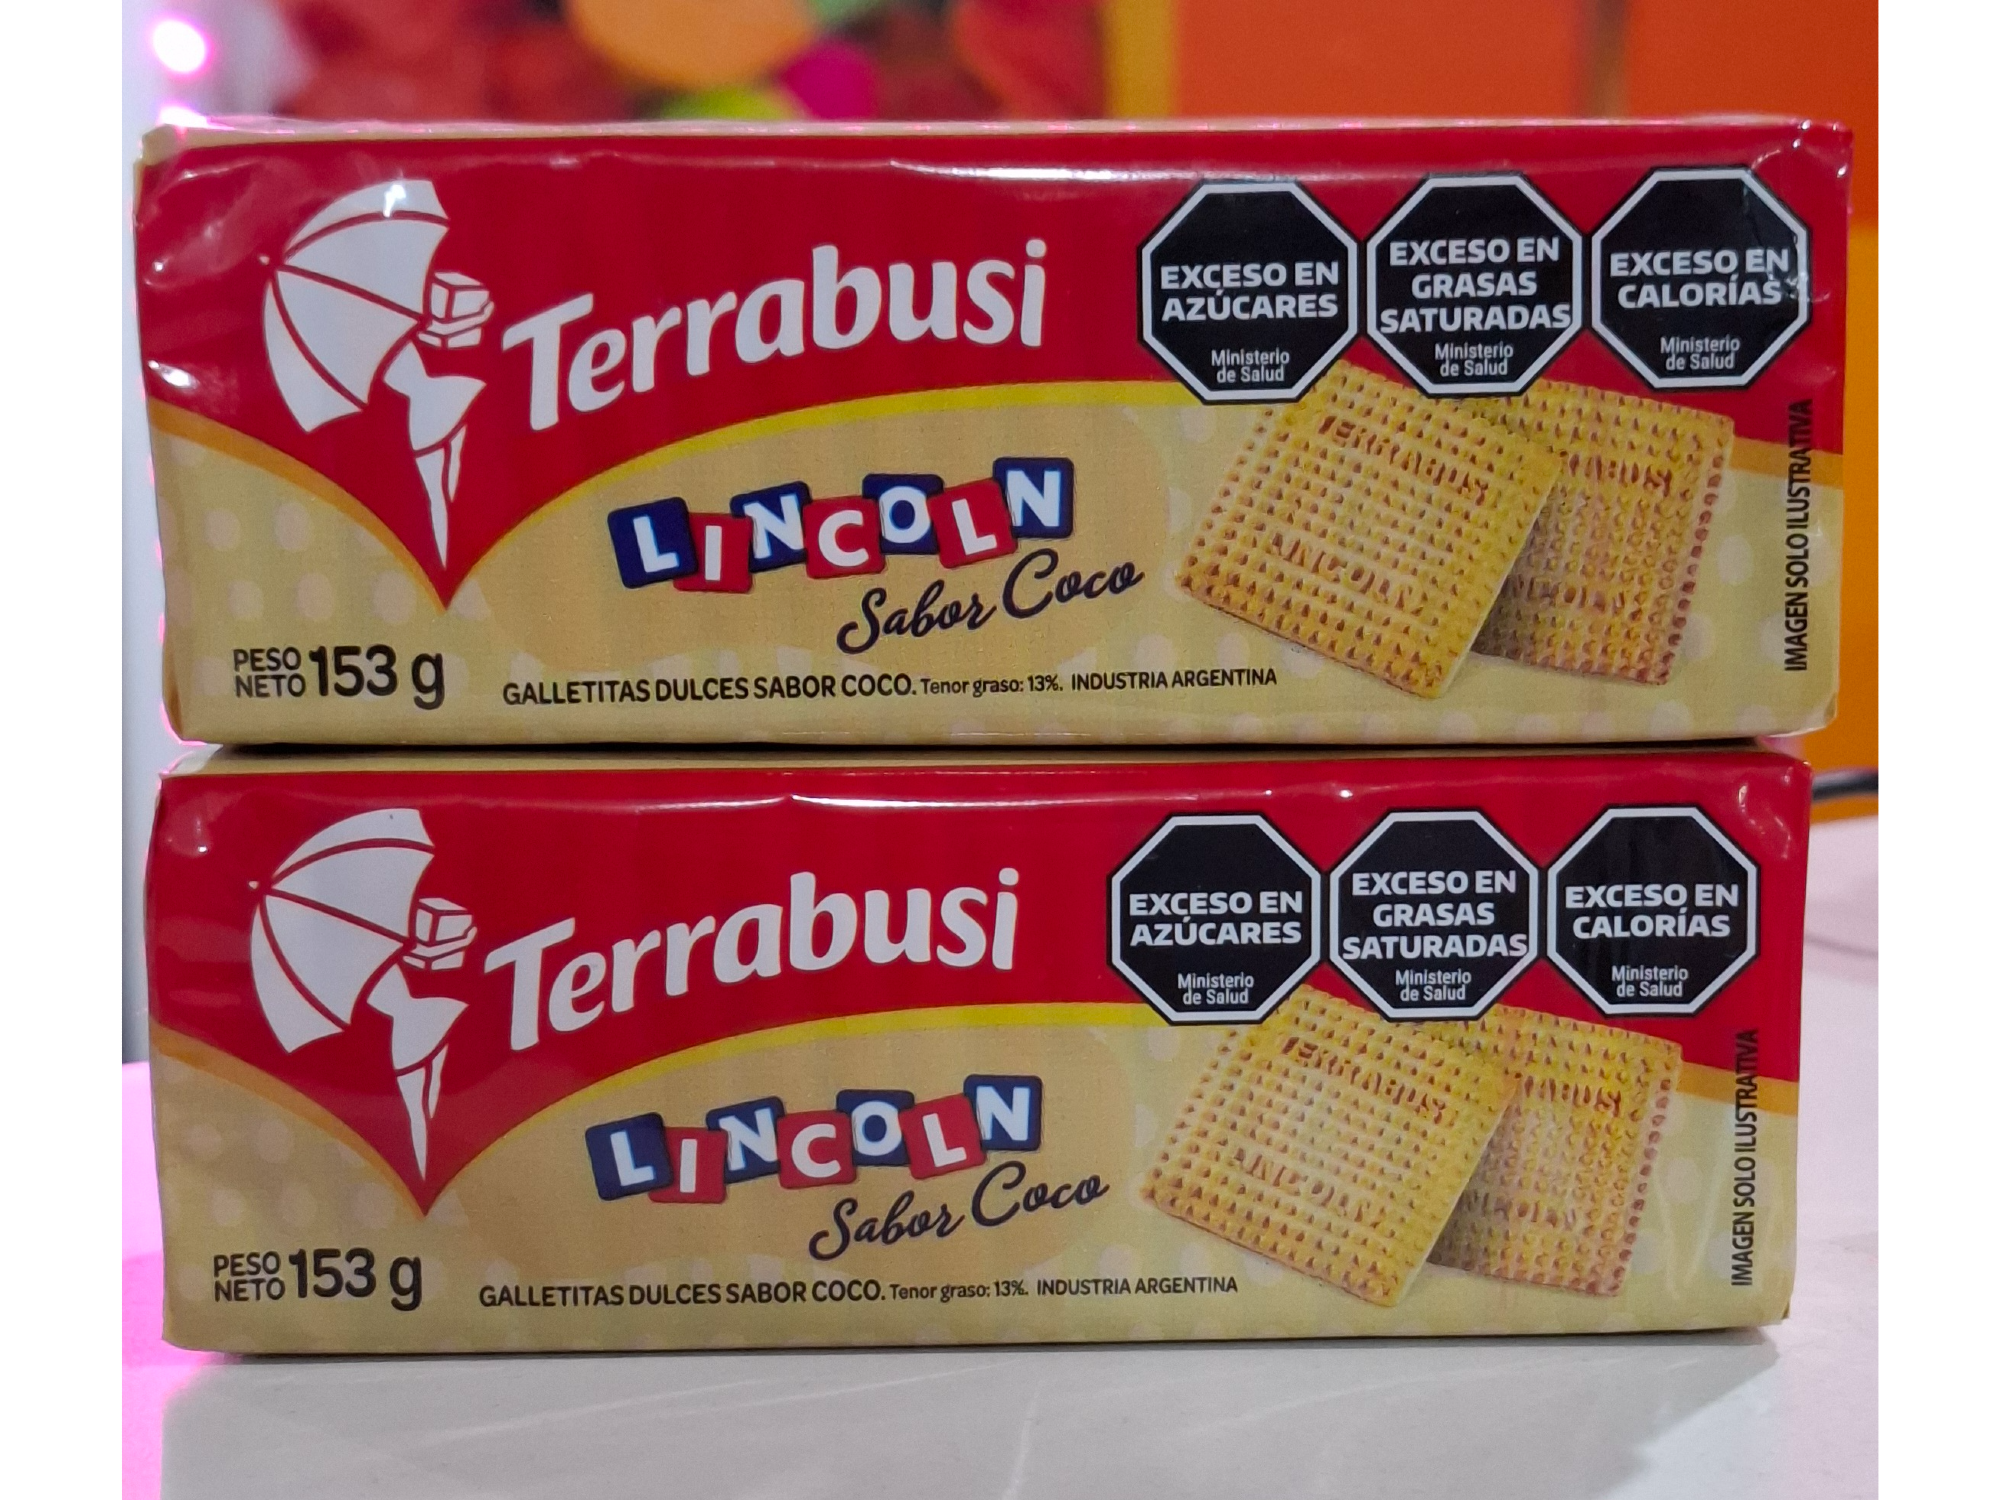 Terrabusi
EXCESO EN
AZÚCARES
Ministerio
de Salud
EXCESO EN
GRASAS
SATURADAS
Ministerio
de Salud
EXCESO EN
CALORÍAS
Ministerio
de Salud
LINCOLN
Sabor Coco
TERRABUSI
LINCOLN
IMAGEN SOLO ILUSTRATIVA
PESO
NETO 153 g
GALLETITAS DULCES SABOR COCO. Tenor graso: 13%. INDUSTRIA ARGENTINA
Terrabusi
EXCESO EN
AZÚCARES
Ministerio
de Salud
EXCESO EN
GRASAS
SATURADAS
Ministerio
de Salud
EXCESO EN
CALORÍAS
Ministerio
de Salud
LINCOLN
Sabor Coco
TERRABUSI
LINCOLN
IMAGEN SOLO ILUSTRATIVA
PESO
NETO 153 g
GALLETITAS DULCES SABOR COCO. Tenor graso: 13%. INDUSTRIA ARGENTINA